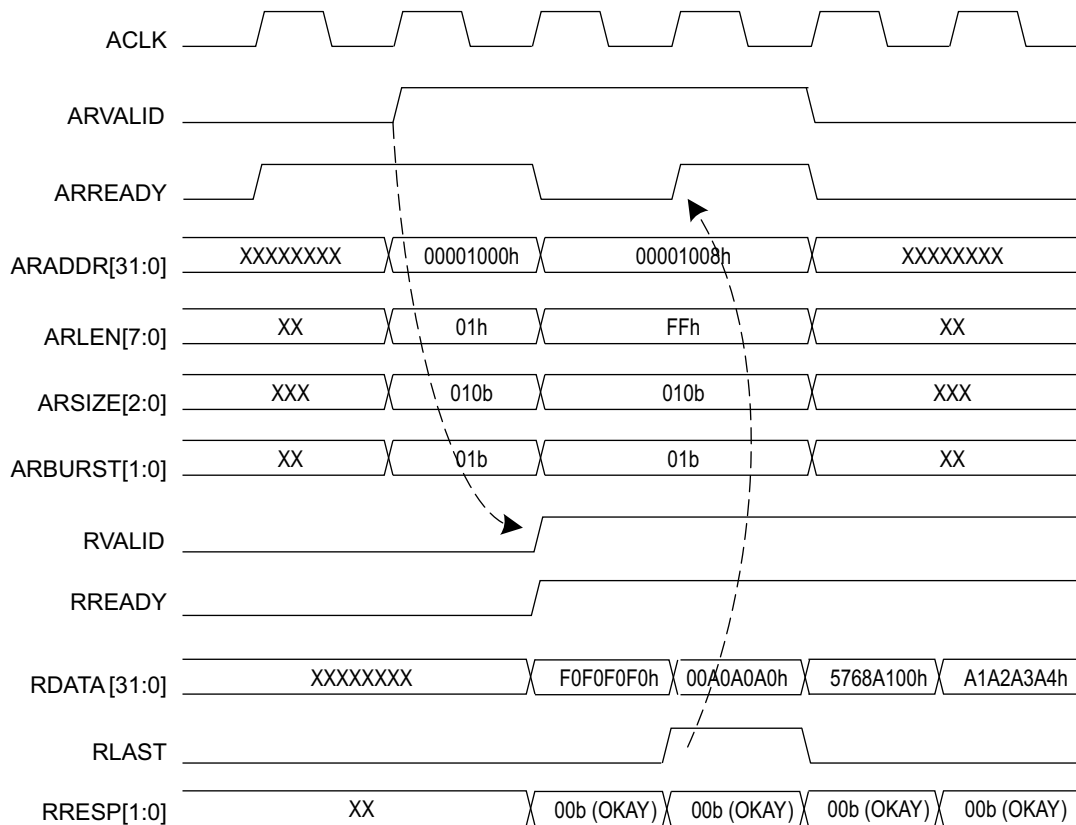 ACLK
ARVALID
ARREADY
ARADDR[31:0] XXXXXXXX 00001000h 00001008h XXXXXXXX
ARLEN[7:0] XX 01h FFh XX
ARSIZE[2:0] XXX 010b 010b XXX
ARBURST[1:0] XX 01b 01b XX
RVALID
RREADY
RDATA [31:0] XXXXXXXX F0F0F0F0h 00A0A0A0h 5768A100h A1A2A3A4h
RLAST
RRESP[1:0] XX 00b (OKAY) 00b (OKAY) 00b (OKAY) 00b (OKAY)